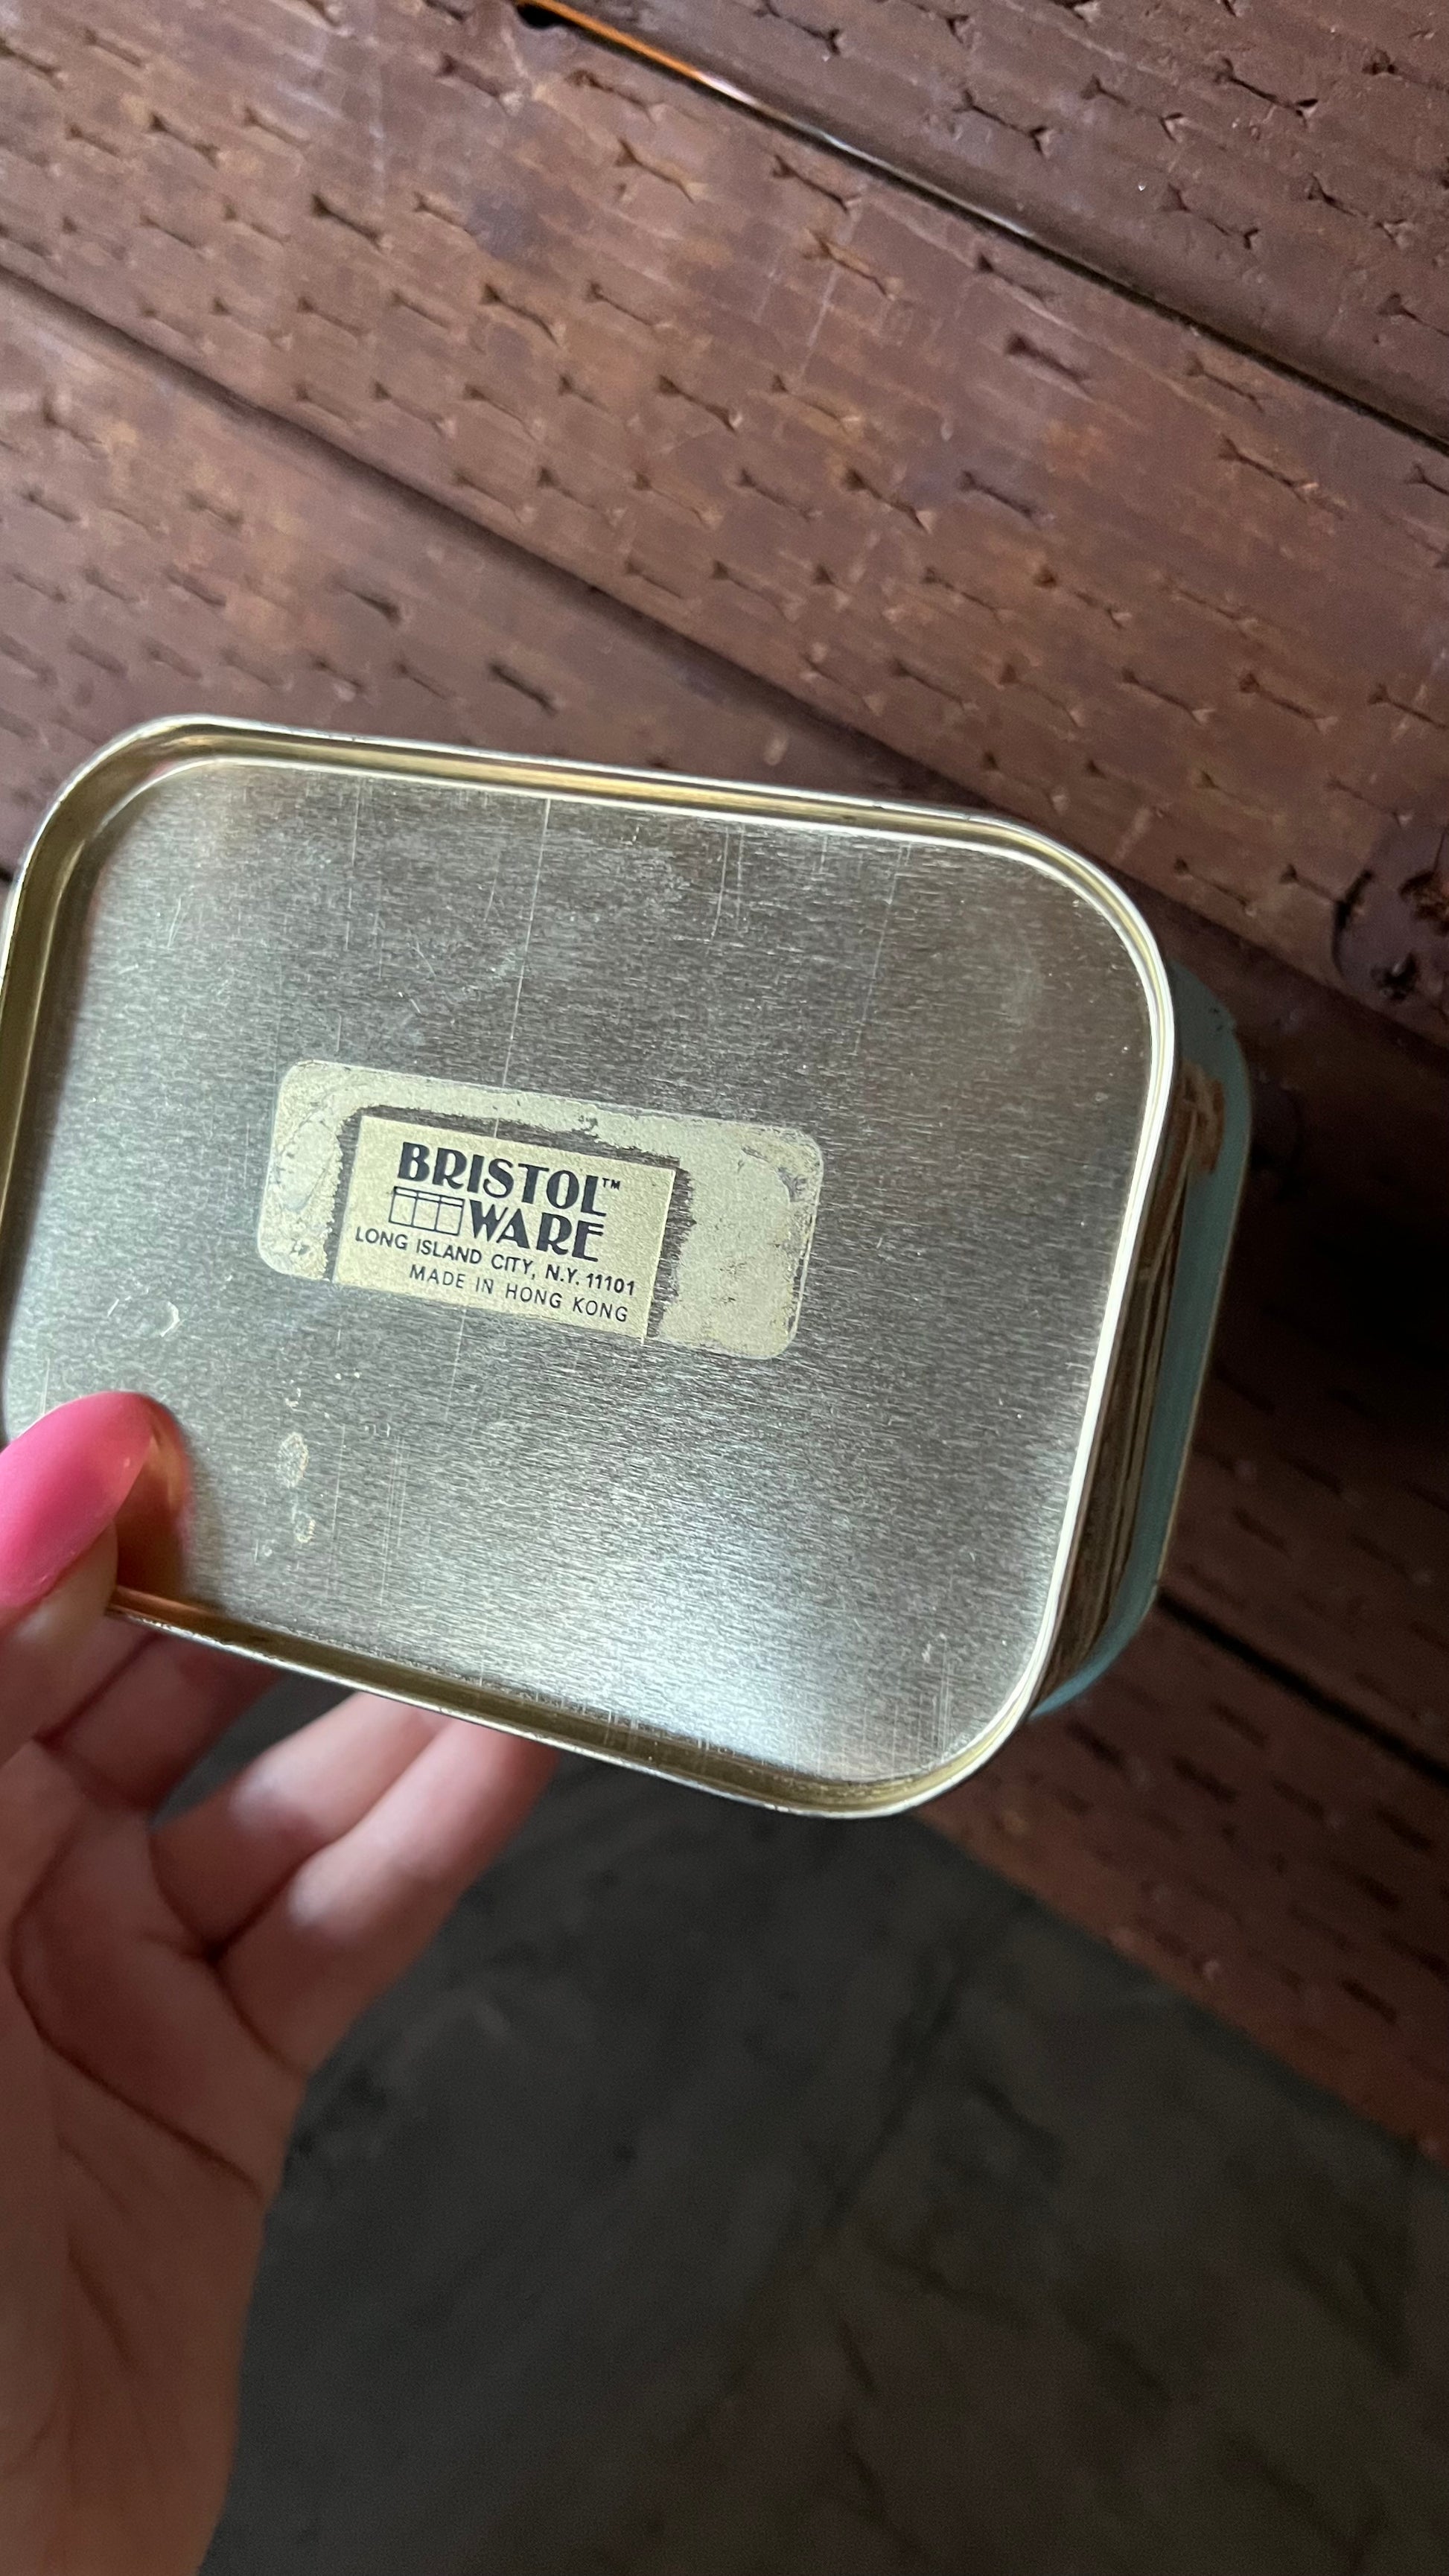 BRISTOL™
WARE
LONG ISLAND CITY, N.Y. 11101
MADE IN HONG KONG